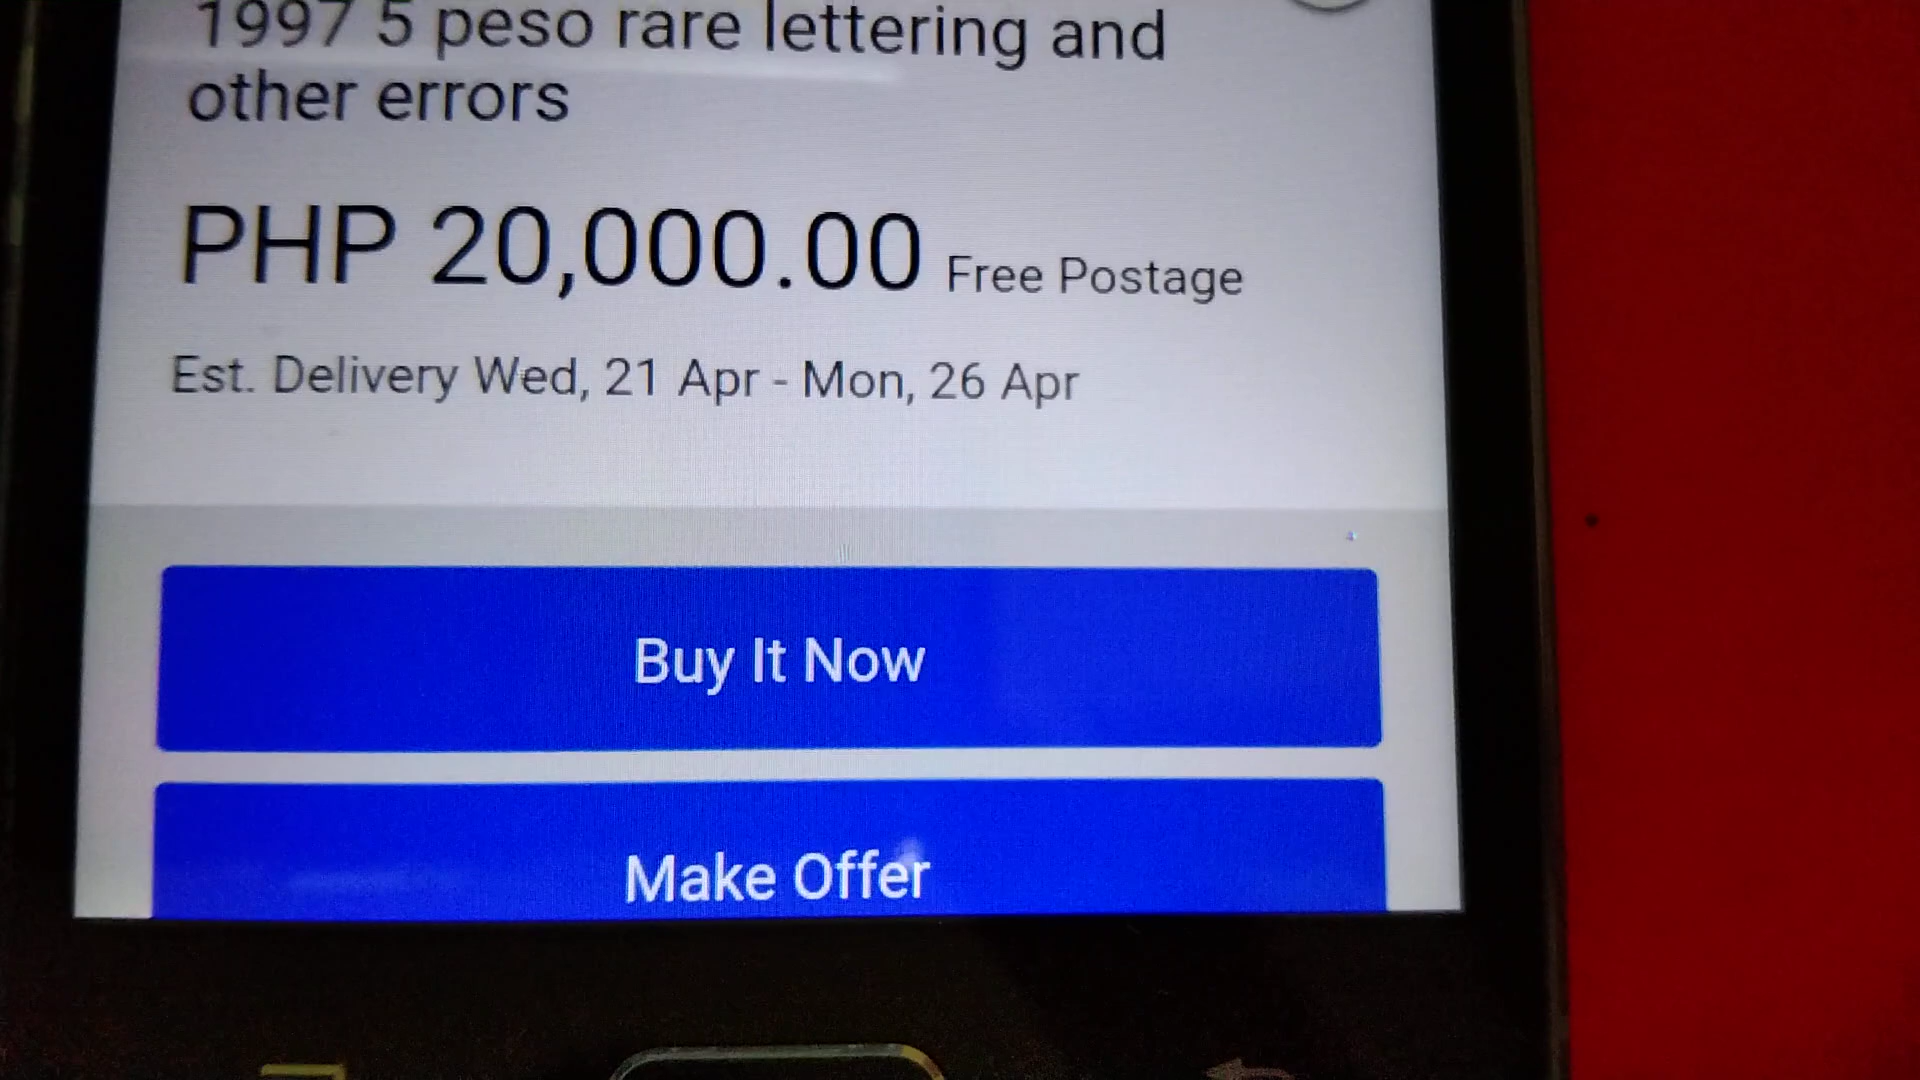 1997 5 peso rare lettering and
other errors
PHP 20,000.00 Free Postage
Est. Delivery Wed, 21 Apr - Mon, 26 Apr
Buy It Now
Make Offer